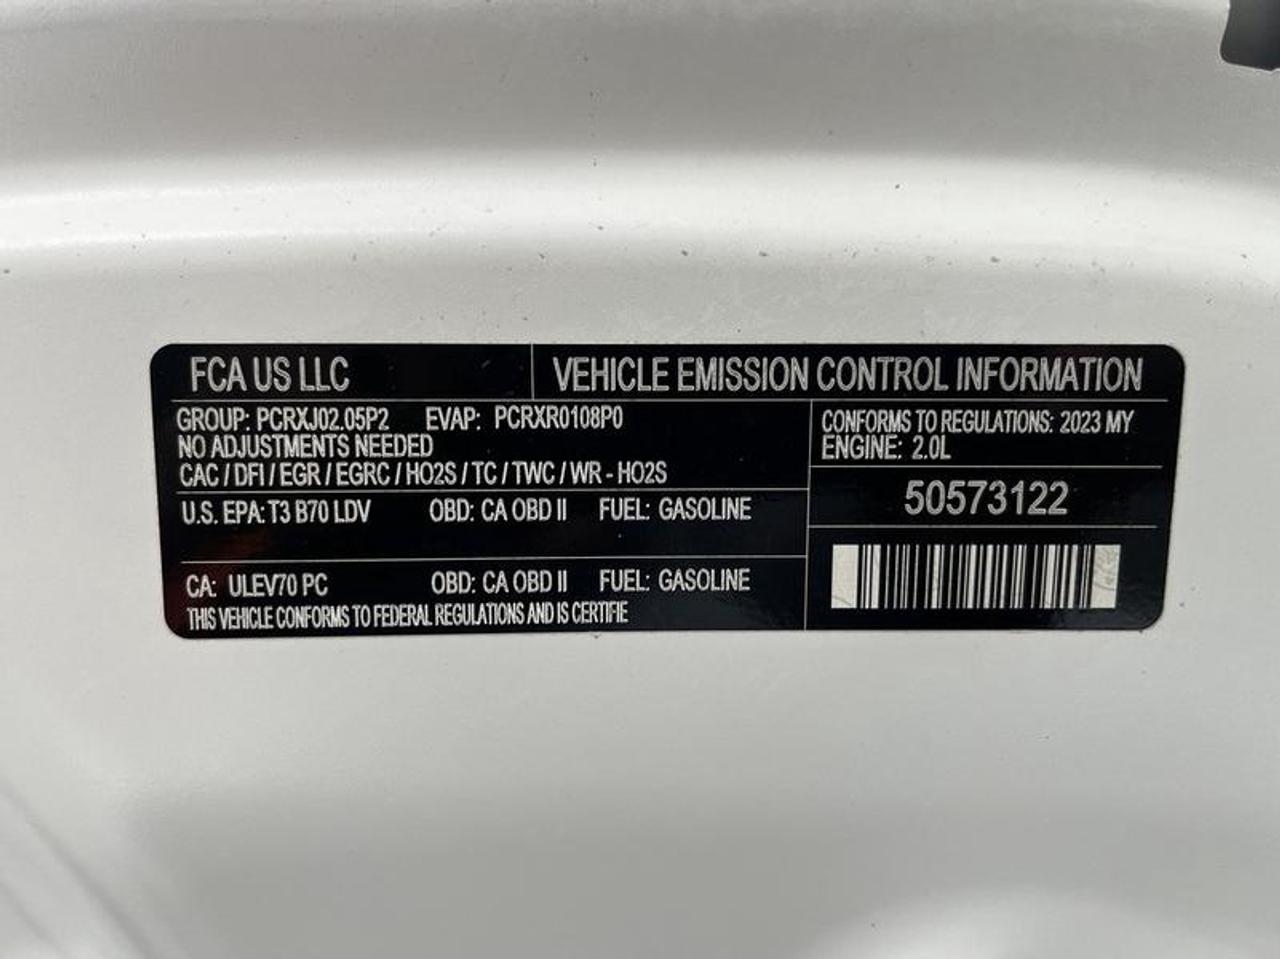 FCA US LLC
VEHICLE EMISSION CONTROL INFORMATION
GROUP: PCRXJ02.05P2 EVAP: PCRXR0108P0
NO ADJUSTMENTS NEEDED
CAC / DFI / EGR / EGRC / HO2S / TC / TWC / WR - HO2S
U.S. EPA: T3 B70 LDV OBD: CA OBD II FUEL: GASOLINE
CA: ULEV70 PC OBD: CA OBD II FUEL: GASOLINE
THIS VEHICLE CONFORMS TO FEDERAL REGULATIONS AND IS CERTIFIE
CONFORMS TO REGULATIONS: 2023 MY
ENGINE: 2.0L
50573122